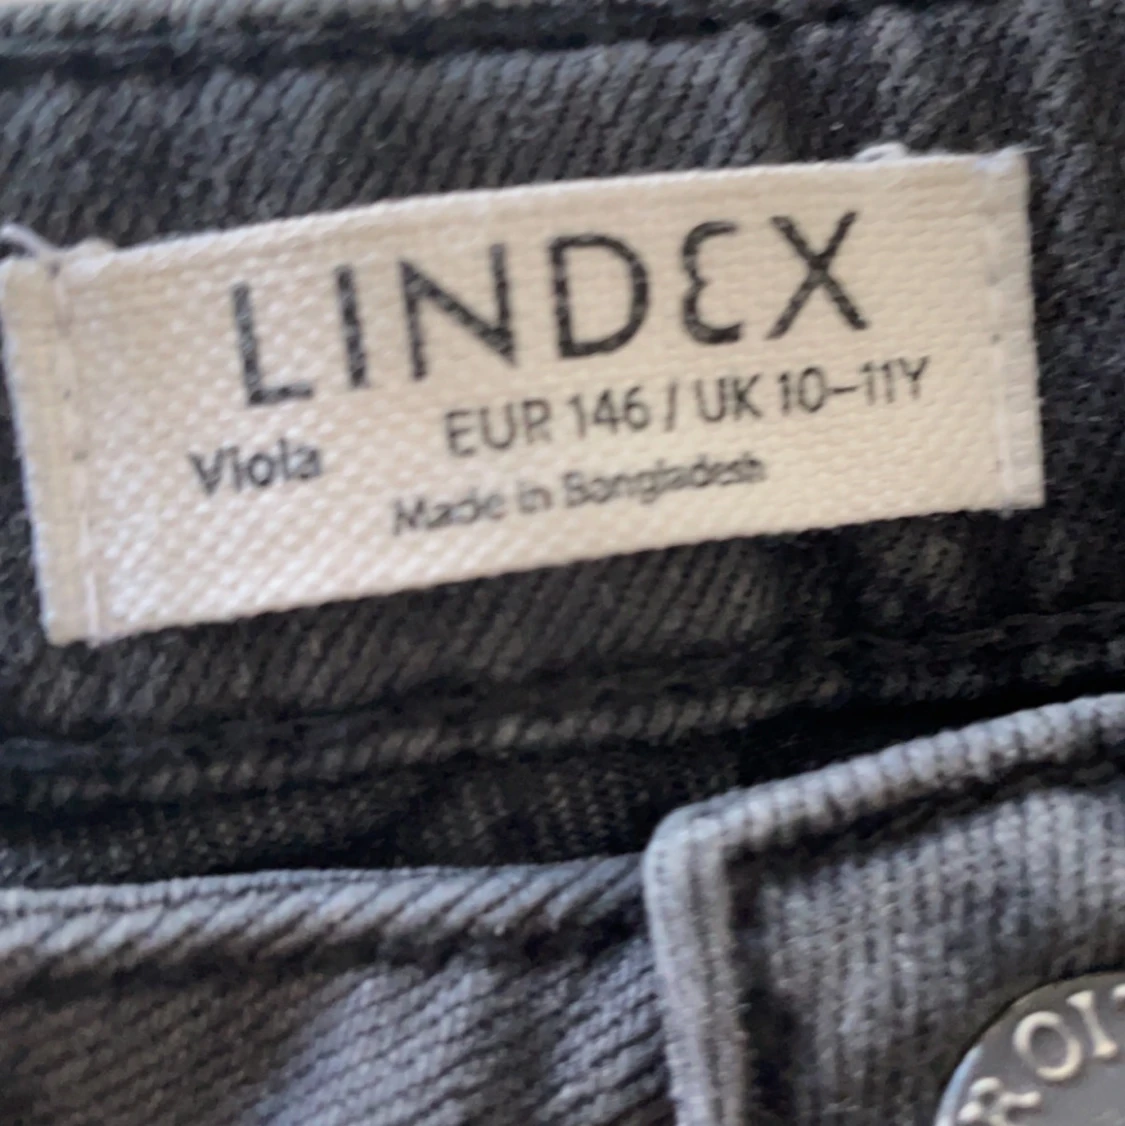 LINDEX
Viola EUR 146 / UK 10–11Y
Made in Bangladesh